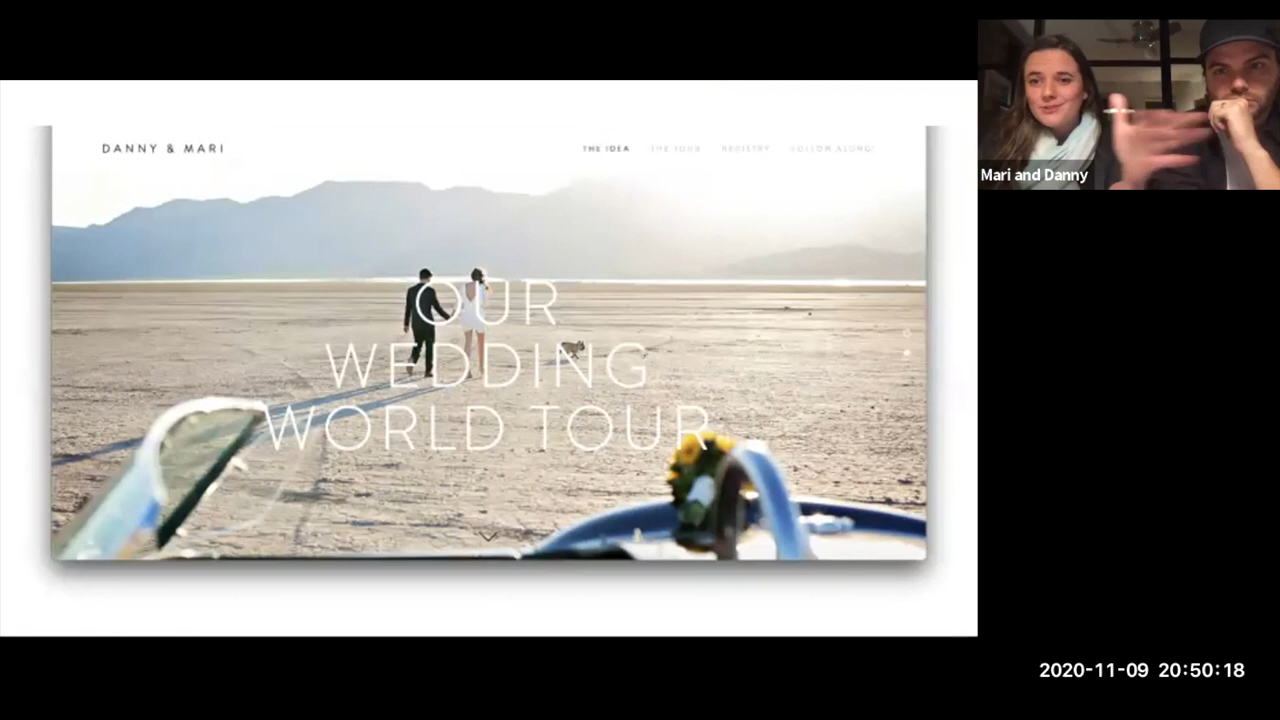 DANNY & MARI
THE IDEA THE TOUR REGISTRY FOLLOW ALONG!
OUR
WEDDING
WORLD TOUR
Mari and Danny
2020-11-09 20:50:18